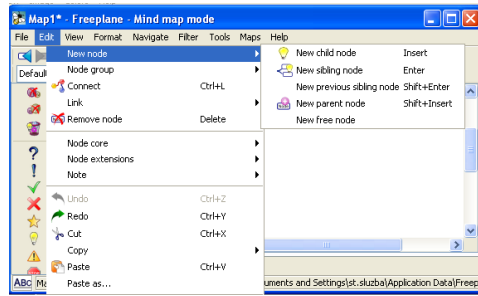 Map1* - Freeplane - Mind map mode
File Edit View Format Navigate Filter Tools Maps Help
New node
New child node Insert
Node group
New sibling node Enter
Connect Ctrl+L
New previous sibling node Shift+Enter
Link
New parent node Shift+Insert
Remove node Delete
New free node
Node core
Node extensions
Note
Undo Ctrl+Z
Redo Ctrl+Y
Cut Ctrl+X
Copy
Paste Ctrl+V
Paste as...
Defaul
ABC Ma
uments and Settings\st.sluzba\Application Data\Freep